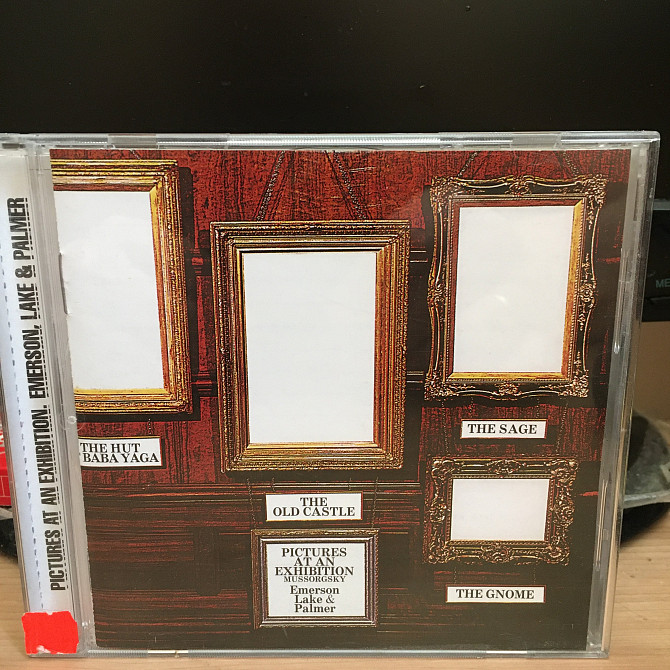 PICTURES AT AN EXHIBITION. EMERSON, LAKE & PALMER
THE HUT
BABA YAGA
THE
OLD CASTLE
THE SAGE
PICTURES
AT AN
EXHIBITION
MUSSORGSKY
Emerson
Lake &
Palmer
THE GNOME
ME